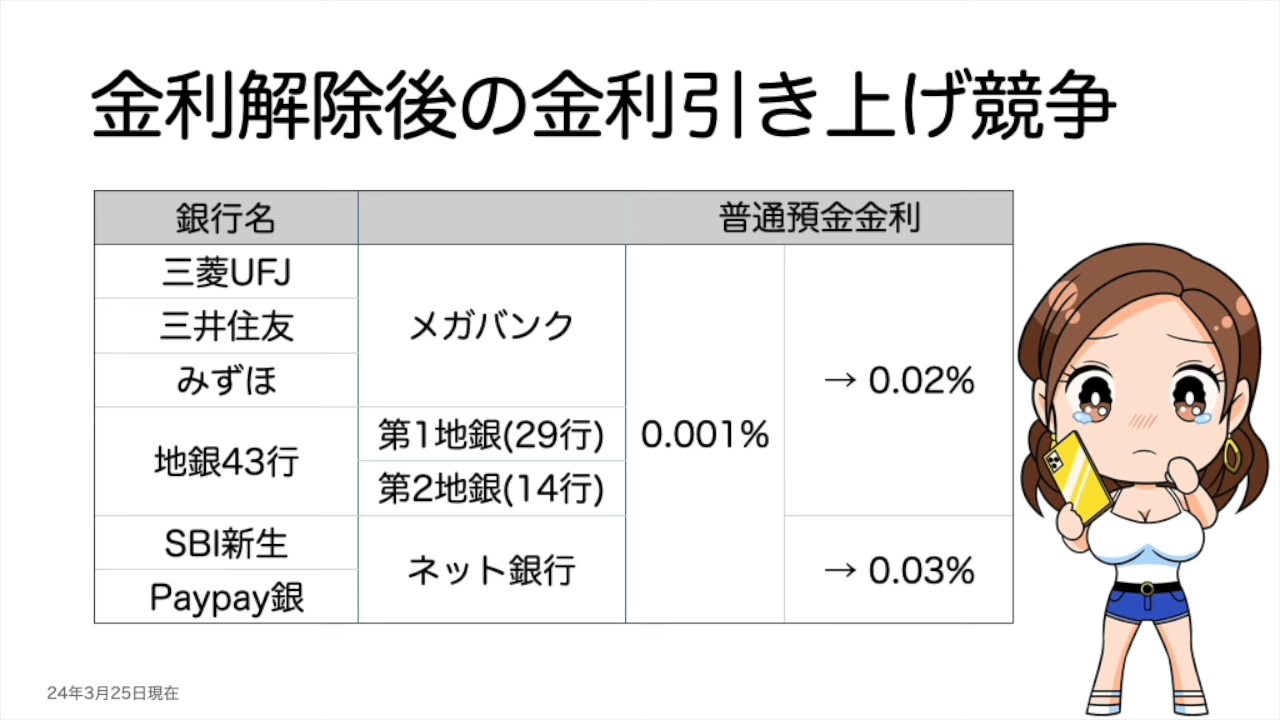 金利解除後の金利引き上げ競争
銀行名 普通預金金利
三菱UFJ
三井住友
みずほ
メガバンク
地銀43行
第1地銀(29行)
第2地銀(14行)
SBI新生
Paypay銀
ネット銀行
0.001%
→ 0.02%
→ 0.03%
24年3月25日現在